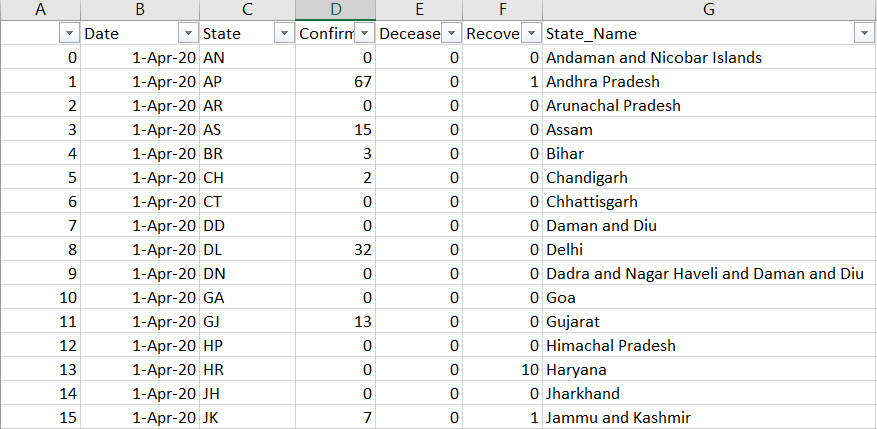 A B C D E F G
Date State Confirm Decease Recove State_Name
0 1-Apr-20 AN 0 0 0 Andaman and Nicobar Islands
1 1-Apr-20 AP 67 0 1 Andhra Pradesh
2 1-Apr-20 AR 0 0 0 Arunachal Pradesh
3 1-Apr-20 AS 15 0 0 Assam
4 1-Apr-20 BR 3 0 0 Bihar
5 1-Apr-20 CH 2 0 0 Chandigarh
6 1-Apr-20 CT 0 0 0 Chhattisgarh
7 1-Apr-20 DD 0 0 0 Daman and Diu
8 1-Apr-20 DL 32 0 0 Delhi
9 1-Apr-20 DN 0 0 0 Dadra and Nagar Haveli and Daman and Diu
10 1-Apr-20 GA 0 0 0 Goa
11 1-Apr-20 GJ 13 0 0 Gujarat
12 1-Apr-20 HP 0 0 0 Himachal Pradesh
13 1-Apr-20 HR 0 0 10 Haryana
14 1-Apr-20 JH 0 0 0 Jharkhand
15 1-Apr-20 JK 7 0 1 Jammu and Kashmir